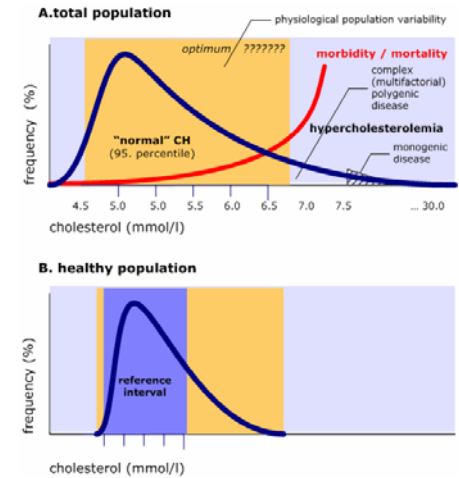 A.total population
physiological population variability
optimum ???????
morbidity / mortality
complex
(multifactorial)
polygenic
disease
hypercholesterolemia
"normal" CH
(95. percentile)
monogenic
disease
frequency (%)
4.5 5.0 5.0 5.5 6.0 6.5 7.0 7.5 ... 30.0
cholesterol (mmol/l)
B. healthy population
reference
interval
frequency (%)
cholesterol (mmol/l)